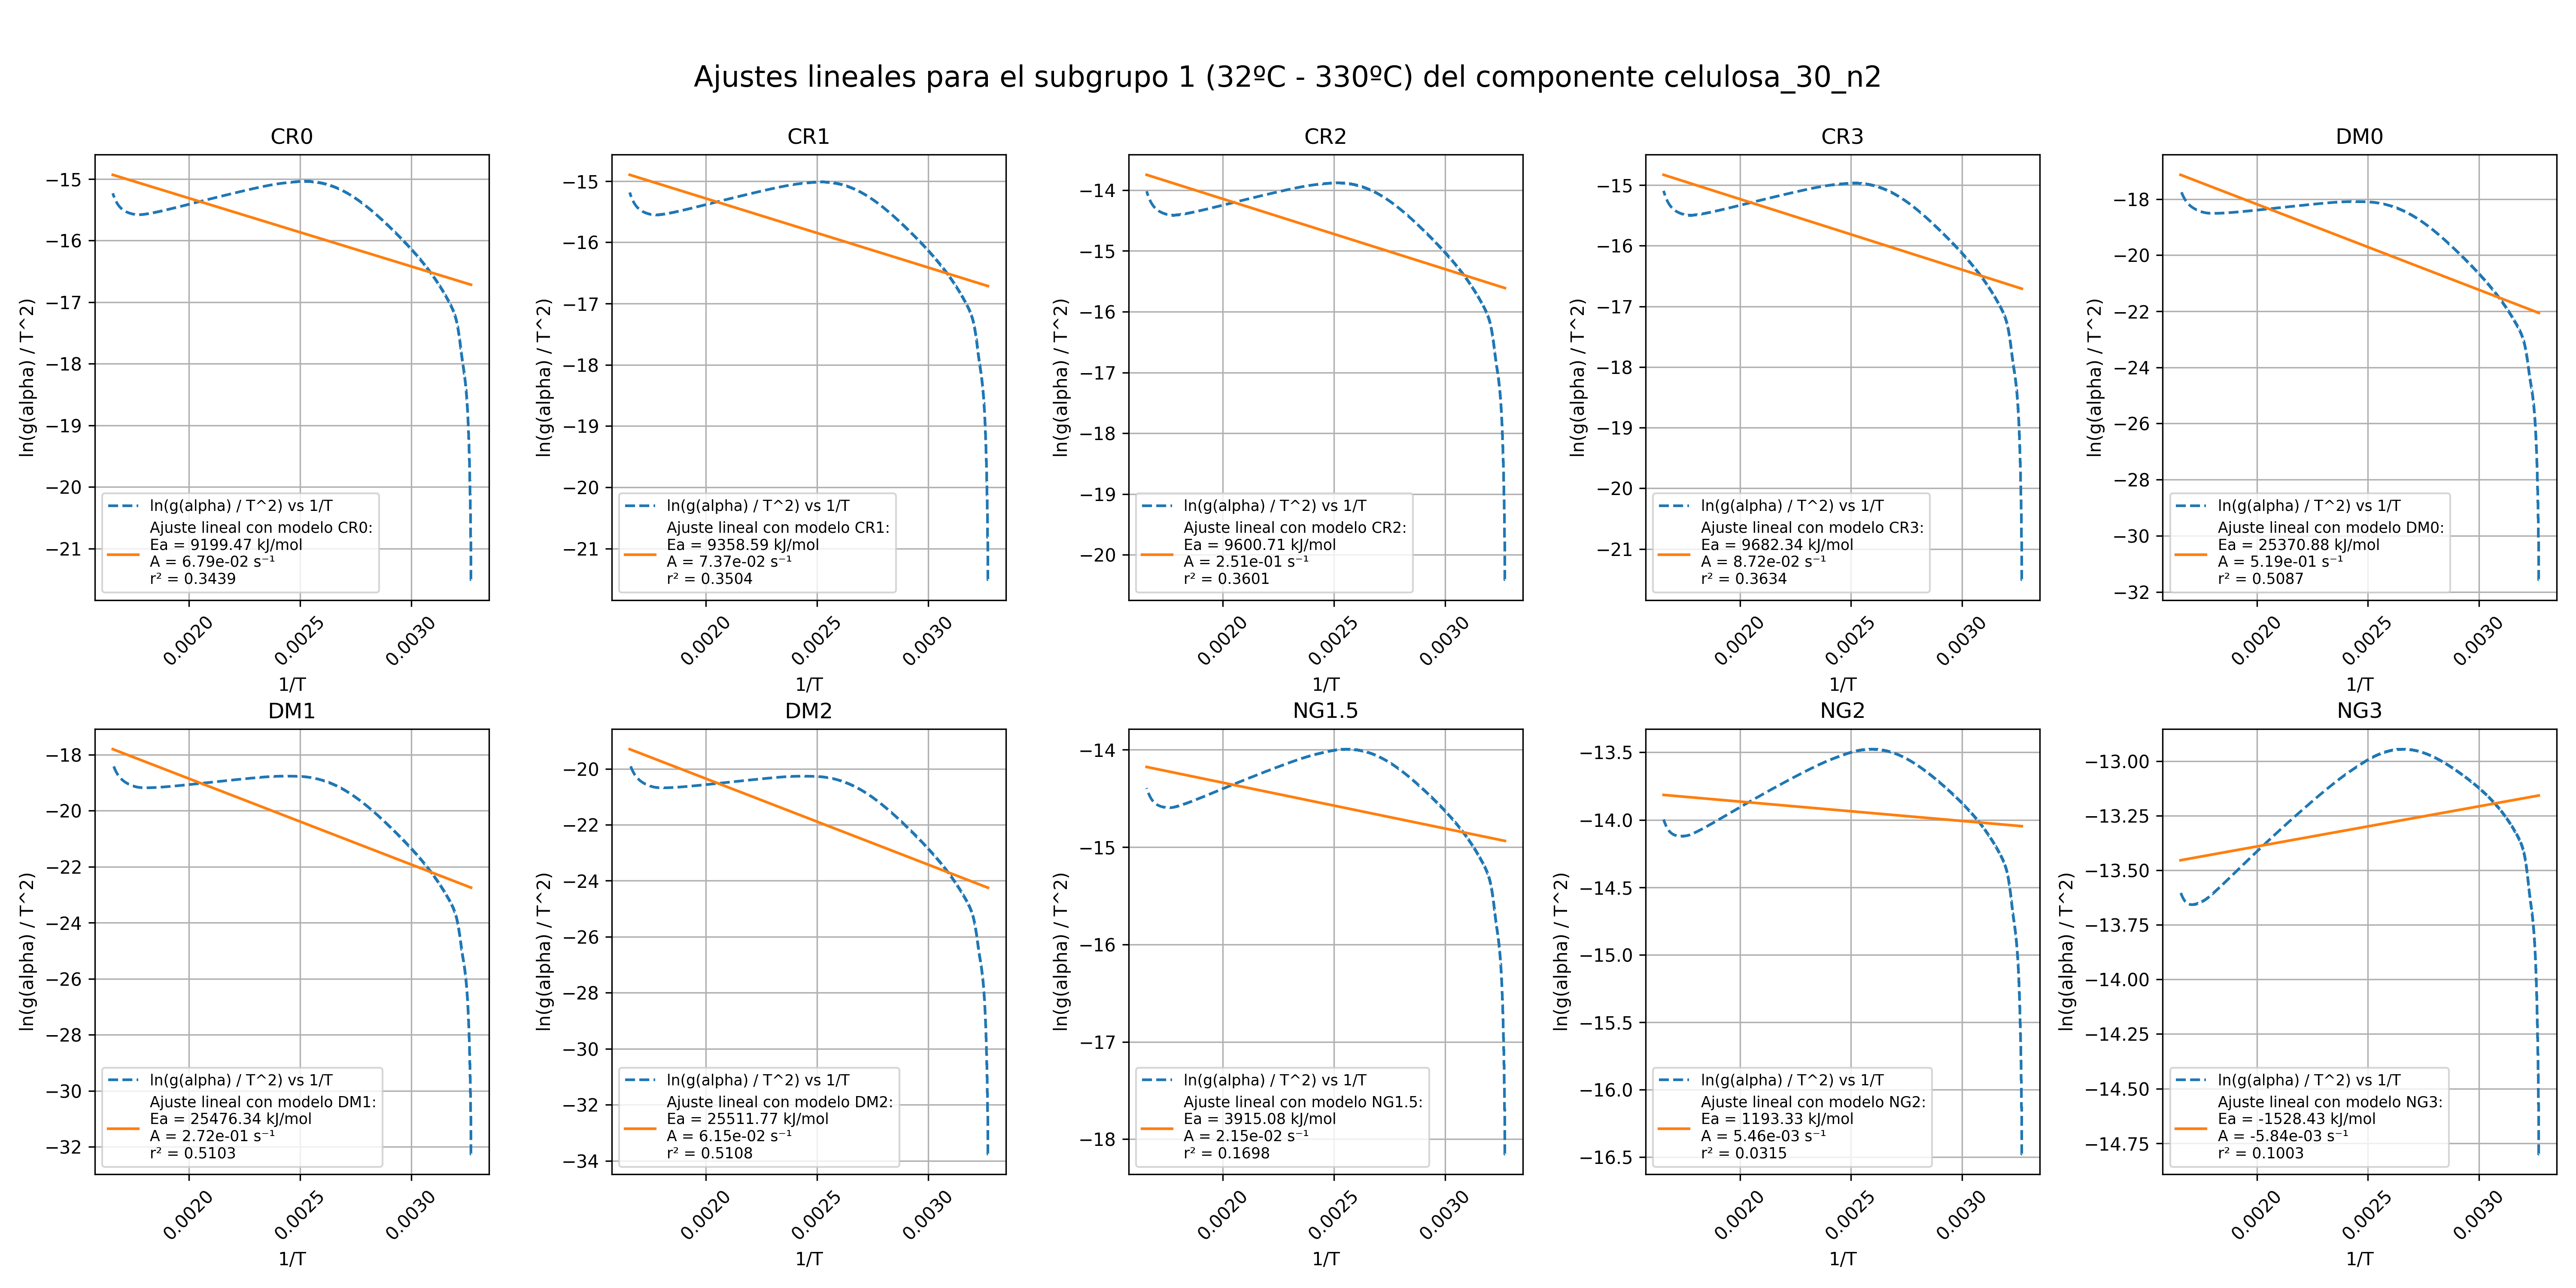 Ajustes lineales para el subgrupo 1 (32ºC - 330ºC) del componente celulosa_30_n2
CR0
−15
−16
−17
−18
−19
−20
−21
ln(g(alpha) / T^2)
ln(g(alpha) / T^2) vs 1/T
Ajuste lineal con modelo CR0:
Ea = 9199.47 kJ/mol
A = 6.79e-02 s⁻¹
r² = 0.3439
0.0020
0.0025
0.0030
1/T
CR1
−15
−16
−17
−18
−19
−20
−21
ln(g(alpha) / T^2)
ln(g(alpha) / T^2) vs 1/T
Ajuste lineal con modelo CR1:
Ea = 9358.59 kJ/mol
A = 7.37e-02 s⁻¹
r² = 0.3504
0.0020
0.0025
0.0030
1/T
CR2
−14
−15
−16
−17
−18
−19
−20
ln(g(alpha) / T^2)
ln(g(alpha) / T^2) vs 1/T
Ajuste lineal con modelo CR2:
Ea = 9600.71 kJ/mol
A = 2.51e-01 s⁻¹
r² = 0.3601
0.0020
0.0025
0.0030
1/T
CR3
−15
−16
−17
−18
−19
−20
−21
ln(g(alpha) / T^2)
ln(g(alpha) / T^2) vs 1/T
Ajuste lineal con modelo CR3:
Ea = 9682.34 kJ/mol
A = 8.72e-02 s⁻¹
r² = 0.3634
0.0020
0.0025
0.0030
1/T
DM0
−18
−20
−22
−24
−26
−28
−30
−32
ln(g(alpha) / T^2)
ln(g(alpha) / T^2) vs 1/T
Ajuste lineal con modelo DM0:
Ea = 25370.88 kJ/mol
A = 5.19e-01 s⁻¹
r² = 0.5087
0.0020
0.0025
0.0030
1/T
DM1
−18
−20
−22
−24
−26
−28
−30
−32
ln(g(alpha) / T^2)
ln(g(alpha) / T^2) vs 1/T
Ajuste lineal con modelo DM1:
Ea = 25476.34 kJ/mol
A = 2.72e-01 s⁻¹
r² = 0.5103
0.0020
0.0025
0.0030
1/T
DM2
−20
−22
−24
−26
−28
−30
−32
−34
ln(g(alpha) / T^2)
ln(g(alpha) / T^2) vs 1/T
Ajuste lineal con modelo DM2:
Ea = 25511.77 kJ/mol
A = 6.15e-02 s⁻¹
r² = 0.5108
0.0020
0.0025
0.0030
1/T
NG1.5
−14
−15
−16
−17
−18
ln(g(alpha) / T^2)
ln(g(alpha) / T^2) vs 1/T
Ajuste lineal con modelo NG1.5:
Ea = 3915.08 kJ/mol
A = 2.15e-02 s⁻¹
r² = 0.1698
0.0020
0.0025
0.0030
1/T
NG2
−13.5
−14.0
−14.5
−15.0
−15.5
−16.0
−16.5
ln(g(alpha) / T^2)
ln(g(alpha) / T^2) vs 1/T
Ajuste lineal con modelo NG2:
Ea = 1193.33 kJ/mol
A = 5.46e-03 s⁻¹
r² = 0.0315
0.0020
0.0025
0.0030
1/T
NG3
−13.00
−13.25
−13.50
−13.75
−14.00
−14.25
−14.50
−14.75
ln(g(alpha) / T^2)
ln(g(alpha) / T^2) vs 1/T
Ajuste lineal con modelo NG3:
Ea = -1528.43 kJ/mol
A = -5.84e-03 s⁻¹
r² = 0.1003
0.0020
0.0025
0.0030
1/T